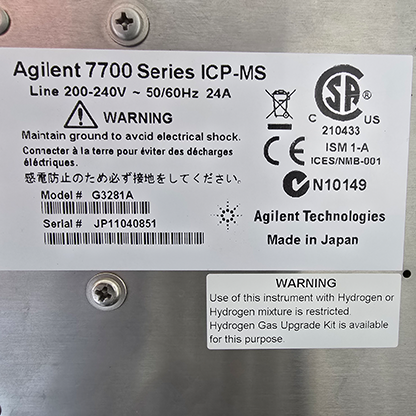 Agilent 7700 Series ICP-MS
Line 200-240V ~ 50/60Hz 24A
WARNING
Maintain ground to avoid electrical shock.
Connecter à la terre pour éviter des décharges
éléctriques.
感電防止のため必ず接地をしてください。
Model # G3281A
Serial # JP11040851
CSA ®
C US
210433
CE ISM 1-A
ICES/NMB-001
N10149
Agilent Technologies
Made in Japan
WARNING
Use of this instrument with Hydrogen or
Hydrogen mixture is restricted.
Hydrogen Gas Upgrade Kit is available
for this purpose